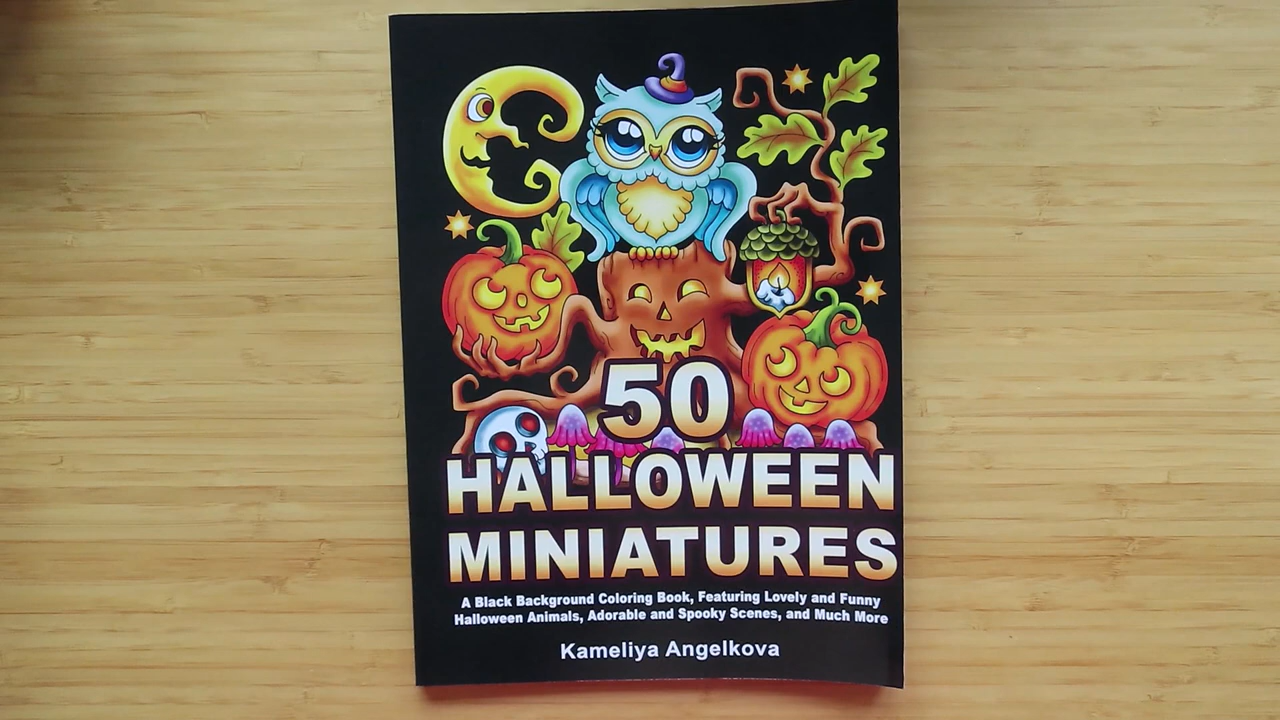 50
HALLOWEEN
MINIATURES
A Black Background Coloring Book, Featuring Lovely and Funny
Halloween Animals, Adorable and Spooky Scenes, and Much More
Kameliya Angelkova